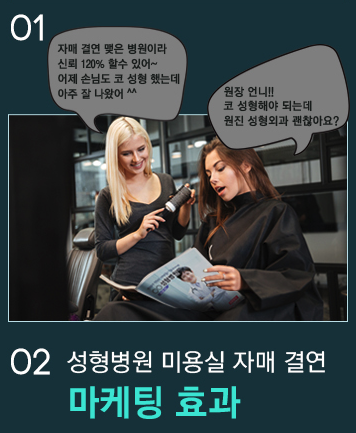 01
자매 결연 맺은 병원이라
신뢰 120% 할수 있어~
어제 손님도 코 성형 했는데
아주 잘 나왔어 ^^
원장 언니!!
코 성형해야 되는데
원진 성형외과 괜찮아요?
02 성형병원 미용실 자매 결연
마케팅 효과